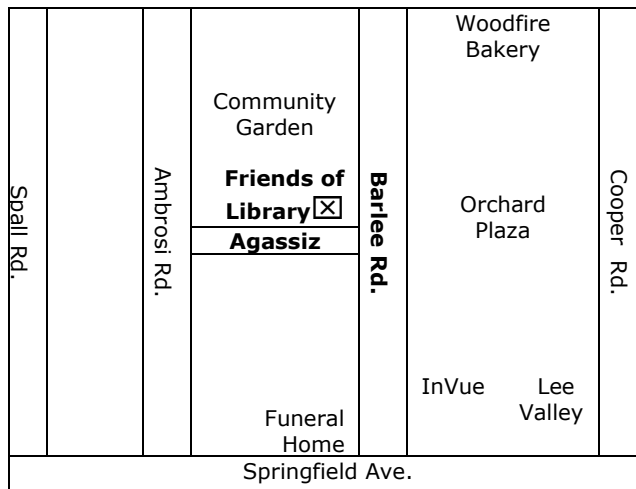 Woodfire
Bakery
Community
Garden
Spall Rd.
Ambrosi Rd.
Friends of
Library
Agassiz
Barlee Rd.
Orchard
Plaza
Cooper Rd.
InVue
Lee
Valley
Funeral
Home
Springfield Ave.